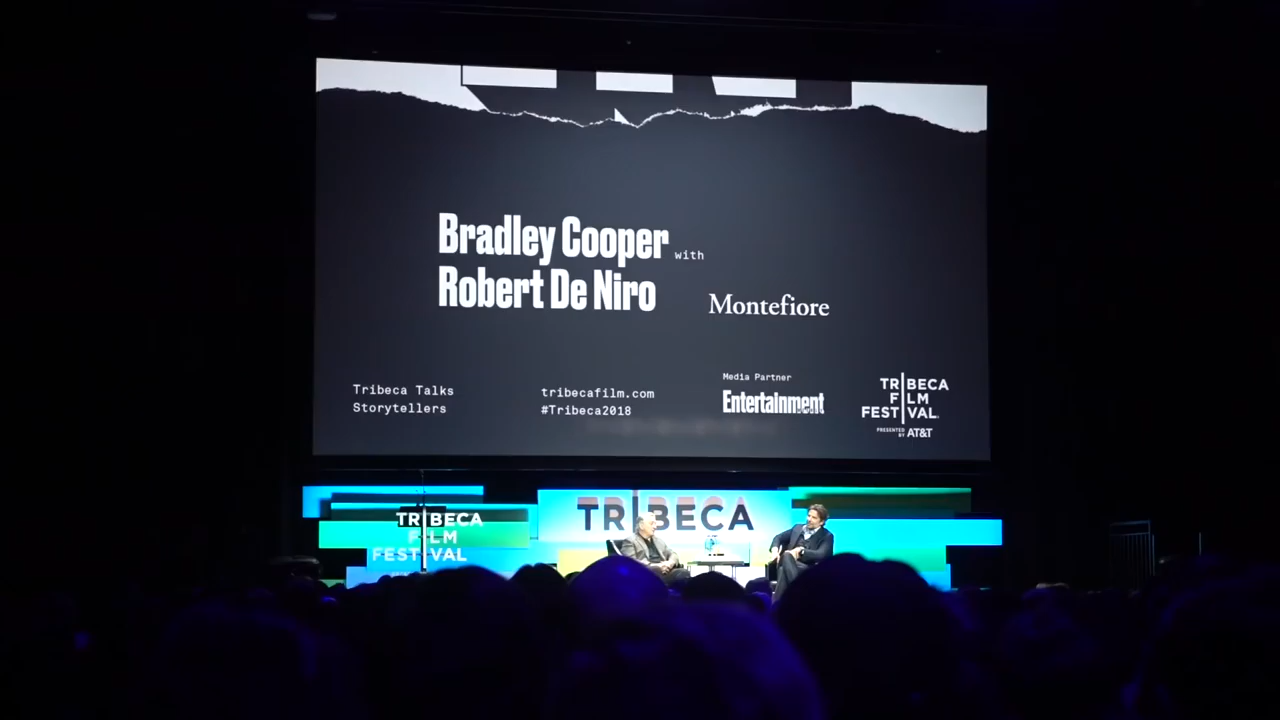 Bradley Cooper with
Robert De Niro
Montefiore
Tribeca Talks
Storytellers
tribecafilm.com
#Tribeca2018
Media Partner
Entertainment
TRIBECA
FILM
FESTIVAL
PRESENTED BY AT&T
TRIBECA
FILM
FESTIVAL
TRIBECA